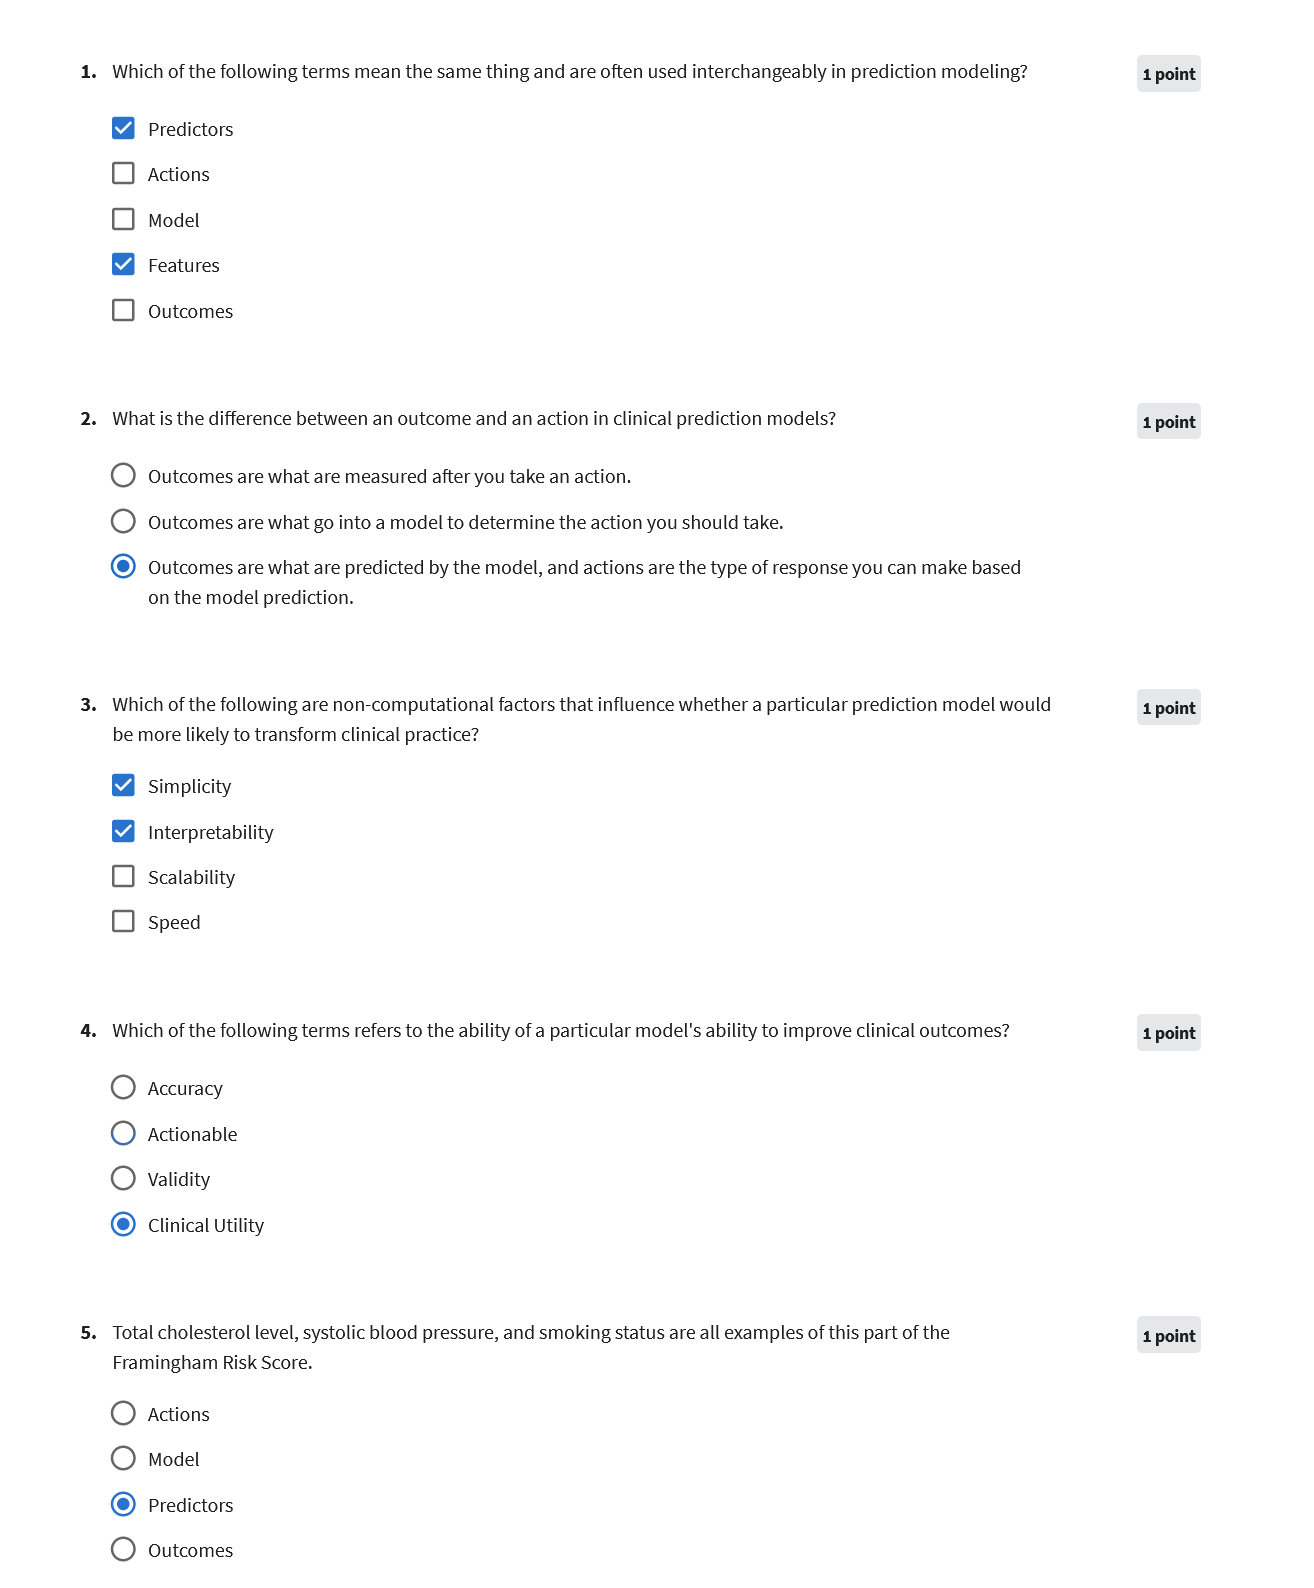 1. Which of the following terms mean the same thing and are often used interchangeably in prediction modeling?
1 point
Predictors
Actions
Model
Features
Outcomes
2. What is the difference between an outcome and an action in clinical prediction models?
1 point
Outcomes are what are measured after you take an action.
Outcomes are what go into a model to determine the action you should take.
Outcomes are what are predicted by the model, and actions are the type of response you can make based
on the model prediction.
3. Which of the following are non-computational factors that influence whether a particular prediction model would
1 point
be more likely to transform clinical practice?
Simplicity
Interpretability
Scalability
Speed
4. Which of the following terms refers to the ability of a particular model's ability to improve clinical outcomes?
1 point
Accuracy
Actionable
Validity
Clinical Utility
5. Total cholesterol level, systolic blood pressure, and smoking status are all examples of this part of the
1 point
Framingham Risk Score.
Actions
Model
Predictors
Outcomes